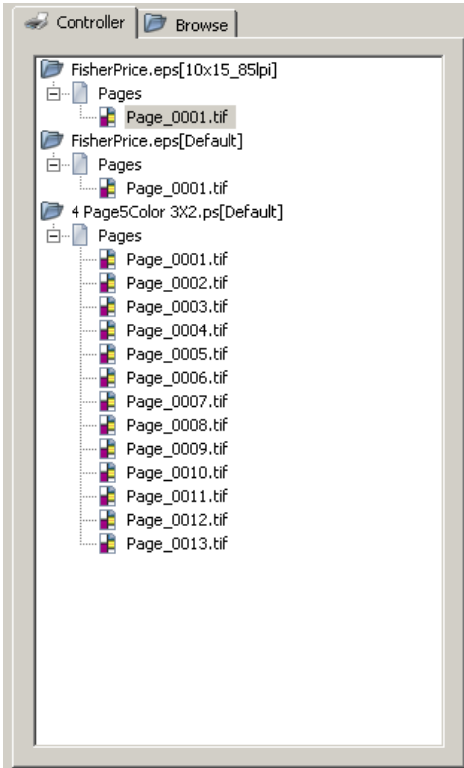 Controller Browse
FisherPrice.eps[10x15_85lpi]
Pages
Page_0001.tif
FisherPrice.eps[Default]
Pages
Page_0001.tif
4 Page5Color 3X2.ps[Default]
Pages
Page_0001.tif
Page_0002.tif
Page_0003.tif
Page_0004.tif
Page_0005.tif
Page_0006.tif
Page_0007.tif
Page_0008.tif
Page_0009.tif
Page_0010.tif
Page_0011.tif
Page_0012.tif
Page_0013.tif